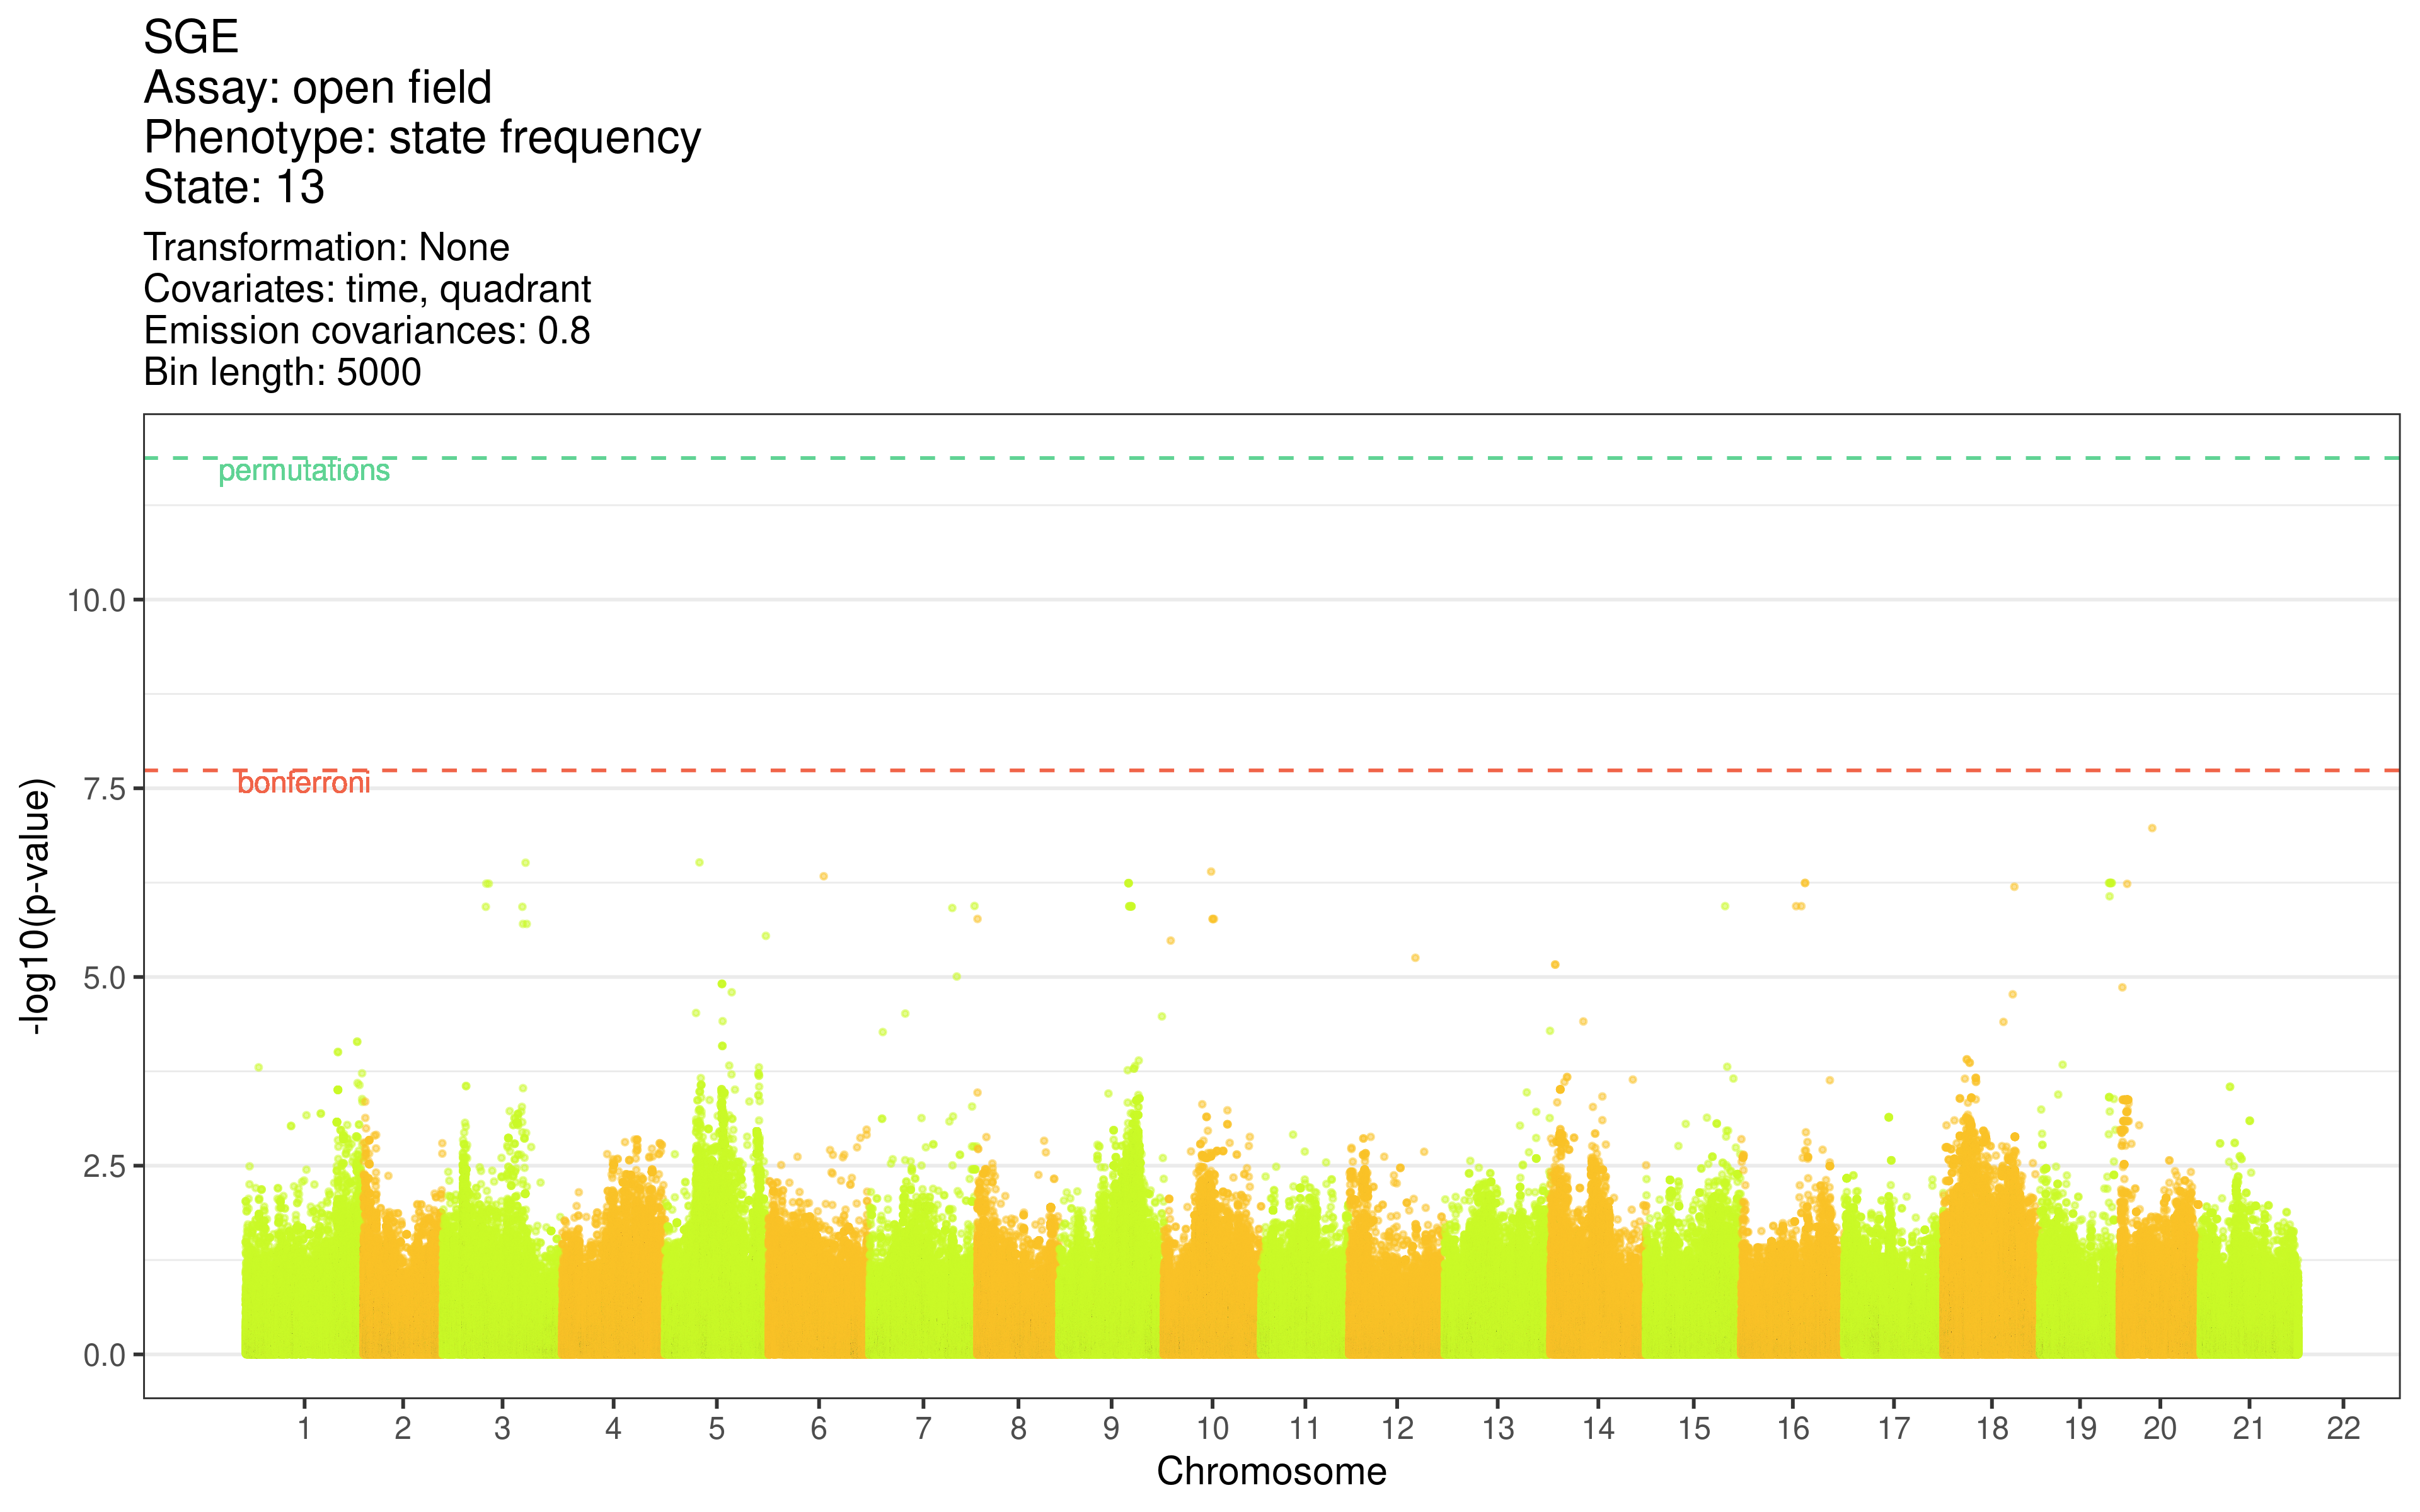 SGE
Assay: open field
Phenotype: state frequency
State: 13
Transformation: None
Covariates: time, quadrant
Emission covariances: 0.8
Bin length: 5000
permutations
10.0
bonferroni
7.5
5.0
2.5
0.0
-log10(p-value)
1 2 3 4 5 6 7 8 9 10 11 12 13 14 15 16 17 18 19 20 21 22
Chromosome